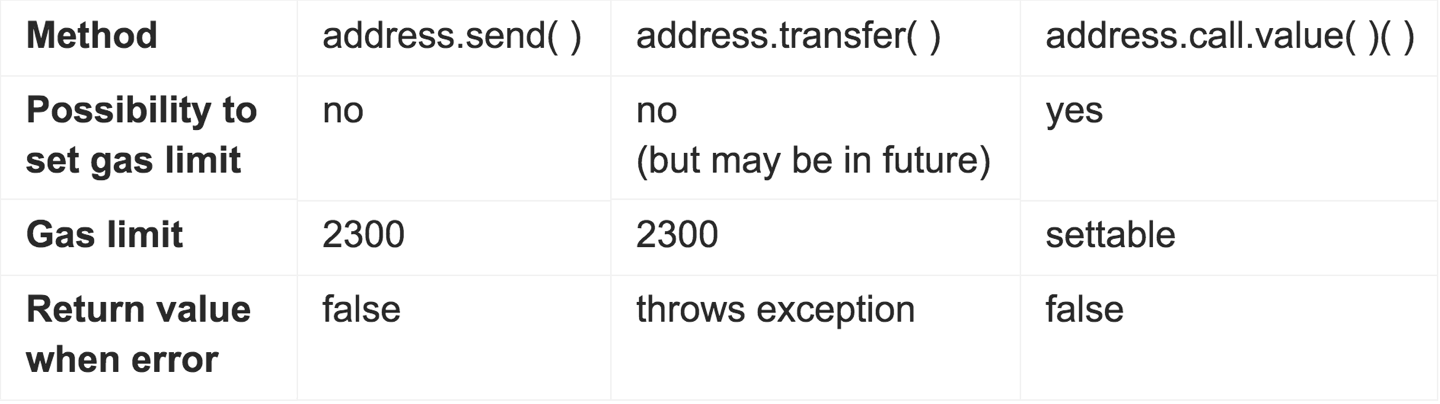 Method address.send( ) address.transfer( ) address.call.value( )( )
Possibility to set gas limit no no (but may be in future) yes
Gas limit 2300 2300 settable
Return value when error false throws exception false